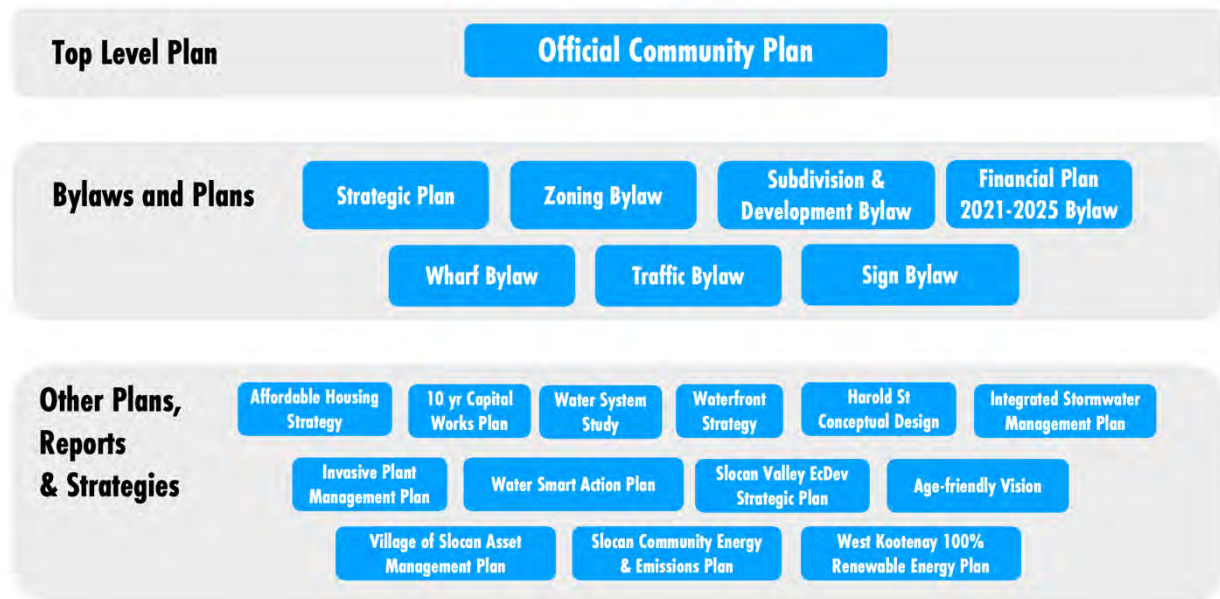 Top Level Plan
Official Community Plan
Bylaws and Plans
Strategic Plan
Zoning Bylaw
Subdivision &
Development Bylaw
Financial Plan
2021-2025 Bylaw
Wharf Bylaw
Traffic Bylaw
Sign Bylaw
Other Plans,
Reports
& Strategies
Affordable Housing
Strategy
10 yr Capital
Works Plan
Water System
Study
Waterfront
Strategy
Harold St
Conceptual Design
Integrated Stormwater
Management Plan
Invasive Plant
Management Plan
Water Smart Action Plan
Slocan Valley EcDev
Strategic Plan
Age-friendly Vision
Village of Slocan Asset
Management Plan
Slocan Community Energy
& Emissions Plan
West Kootenay 100%
Renewable Energy Plan